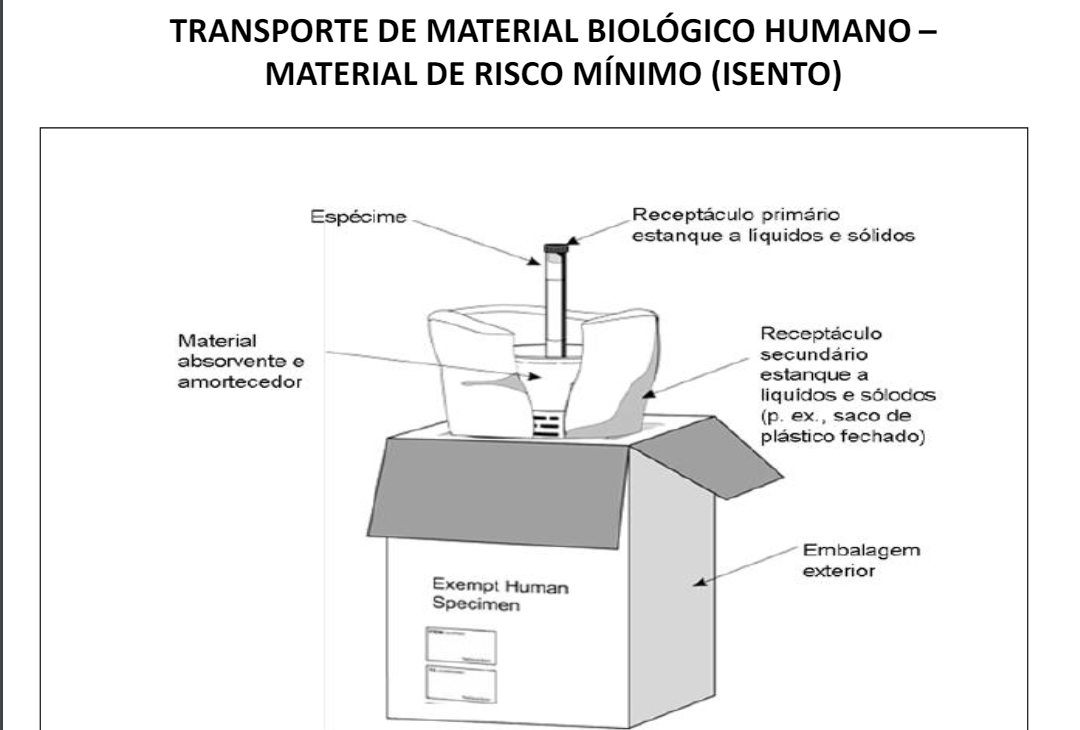 TRANSPORTE DE MATERIAL BIOLÓGICO HUMANO –
MATERIAL DE RISCO MÍNIMO (ISENTO)
Espécime
Receptáculo primário
estanque a líquidos e sólidos
Material
absorvente e
amortecedor
Receptáculo
secundário
estanque a
liquídos e sólodos
(p. ex., saco de
plástico fechado)
Embalagem
exterior
Exempt Human
Specimen